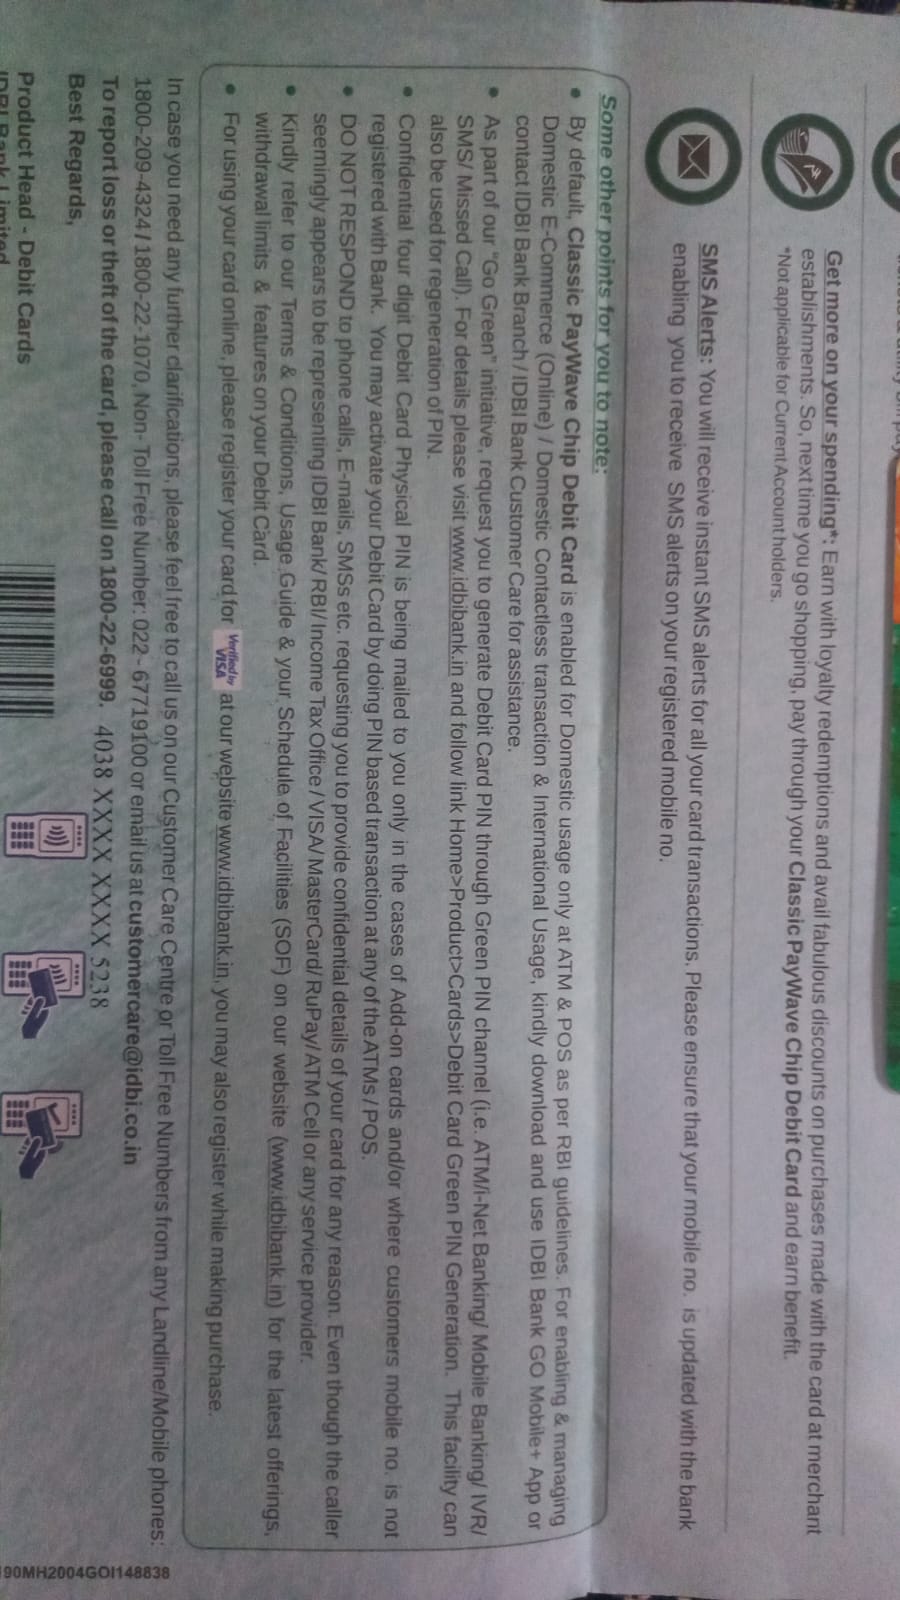 Get more on your spending*: Earn with loyalty redemptions and avail fabulous discounts on purchases made with the card at merchant
establishments. So, next time you go shopping, pay through your Classic PayWave Chip Debit Card and earn benefit.
*Not applicable for Current Account holders.
SMS Alerts: You will receive instant SMS alerts for all your card transactions. Please ensure that your mobile no. is updated with the bank
enabling you to receive SMS alerts on your registered mobile no.
Some other points for you to note:
• By default, Classic PayWave Chip Debit Card is enabled for Domestic usage only at ATM & POS as per RBI guidelines. For enabling & managing
Domestic E-Commerce (Online) / Domestic Contactless transaction & International Usage, kindly download and use IDBI Bank GO Mobile+ App or
contact IDBI Bank Branch / IDBI Bank Customer Care for assistance.
• As part of our "Go Green" initiative, request you to generate Debit Card PIN through Green PIN channel (i.e. ATM/i-Net Banking/ Mobile Banking/ IVR/
SMS/ Missed Call). For details please visit www.idbibank.in and follow link Home>Product>Cards>Debit Card Green PIN Generation. This facility can
also be used for regeneration of PIN.
• Confidential four digit Debit Card Physical PIN is being mailed to you only in the cases of Add-on cards and/or where customers mobile no. is not
registered with Bank. You may activate your Debit Card by doing PIN based transaction at any of the ATMs / POS.
• DO NOT RESPOND to phone calls, E-mails, SMSs etc. requesting you to provide confidential details of your card for any reason. Even though the caller
seemingly appears to be representing IDBI Bank/ RBI/ Income Tax Office / VISA/ MasterCard/ RuPay/ ATM Cell or any service provider.
• Kindly refer to our Terms & Conditions, Usage Guide & your Schedule of Facilities (SOF) on our website (www.idbibank.in) for the latest offerings,
withdrawal limits & features on your Debit Card.
• For using your card online, please register your card for Verified by VISA at our website www.idbibank.in, you may also register while making purchase.
In case you need any further clarifications, please feel free to call us on our Customer Care Centre or Toll Free Numbers from any Landline/Mobile phones:
1800-209-4324 / 1800-22-1070, Non- Toll Free Number: 022 - 67719100 or email us at customercare@idbi.co.in
To report loss or theft of the card, please call on 1800-22-6999. 4038 XXXX XXXX 5238
Best Regards,
Product Head - Debit Cards
IDBI Bank Limited
90MH2004GOI148838